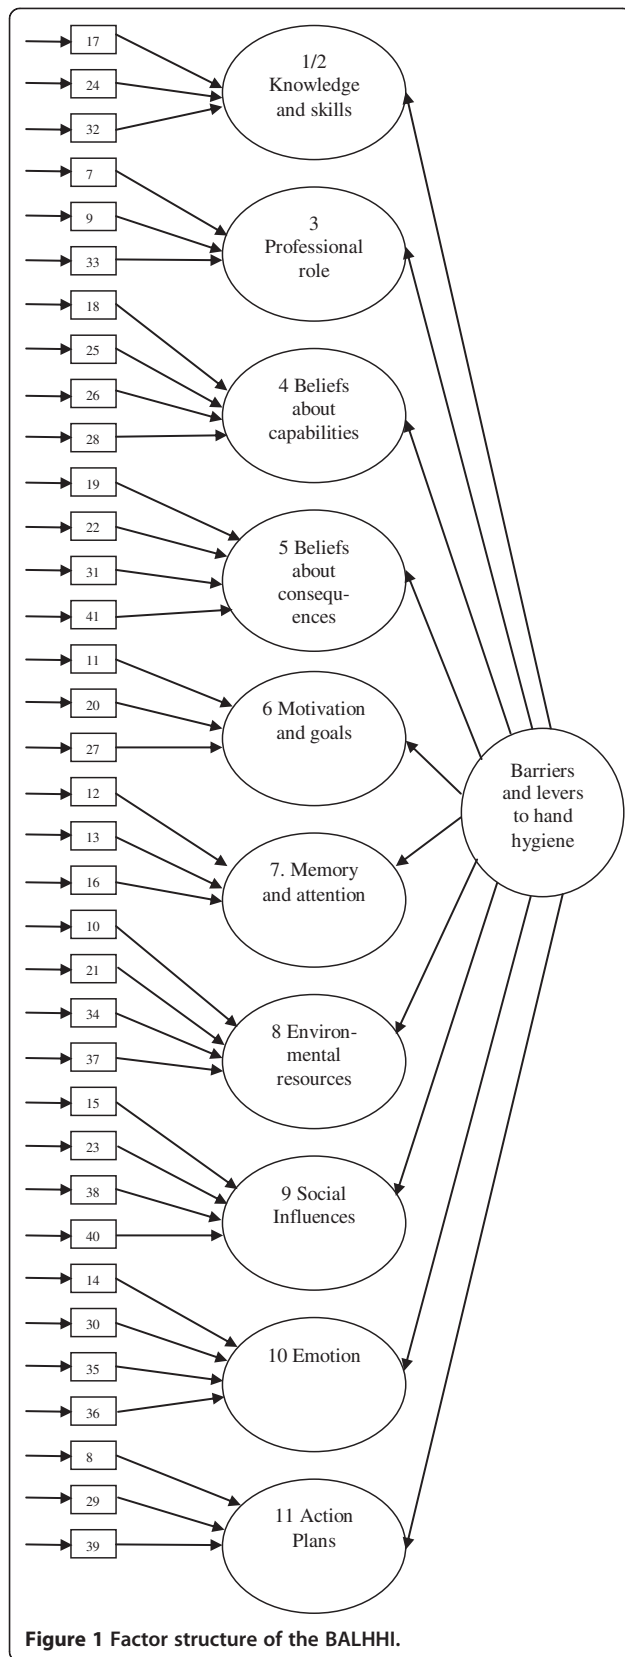 17
24
32
1/2
Knowledge
and skills
7
9
33
3
Professional
role
18
25
26
28
4 Beliefs
about
capabilities
19
22
31
41
5 Beliefs
about
consequ-
ences
11
20
27
6 Motivation
and goals
Barriers
and levers
to hand
hygiene
12
13
16
7. Memory
and attention
10
21
34
37
8 Environ-
mental
resources
15
23
38
40
9 Social
Influences
14
30
35
36
10 Emotion
8
29
39
11 Action
Plans
Figure 1 Factor structure of the BALHHI.